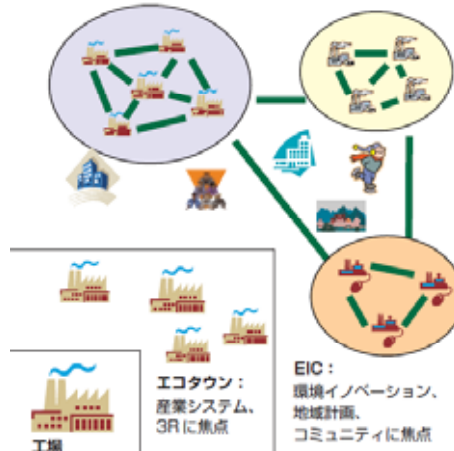 エコタウン：
産業システム、
3Rに焦点
EIC：
環境イノベーション、
地域計画、
コミュニティに焦点
工場